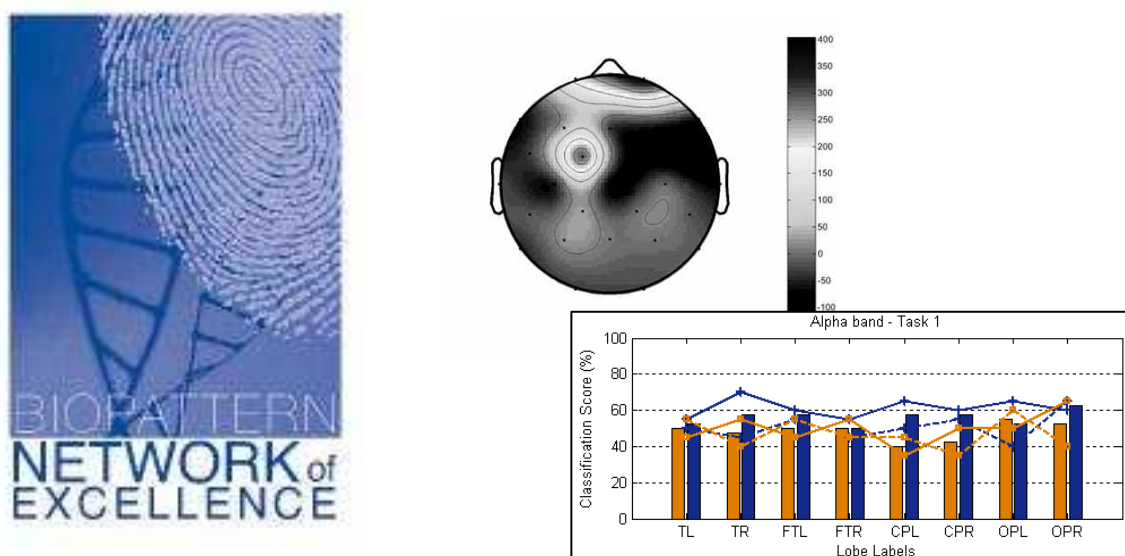 BIOPATTERN
NETWORK of
EXCELLENCE
400
350
300
250
200
150
100
50
0
-50
-100
Alpha band - Task 1
Classification Score (%)
100
80
60
40
20
0
TL TR FTL FTR CPL CPR OPL OPR
Lobe Labels